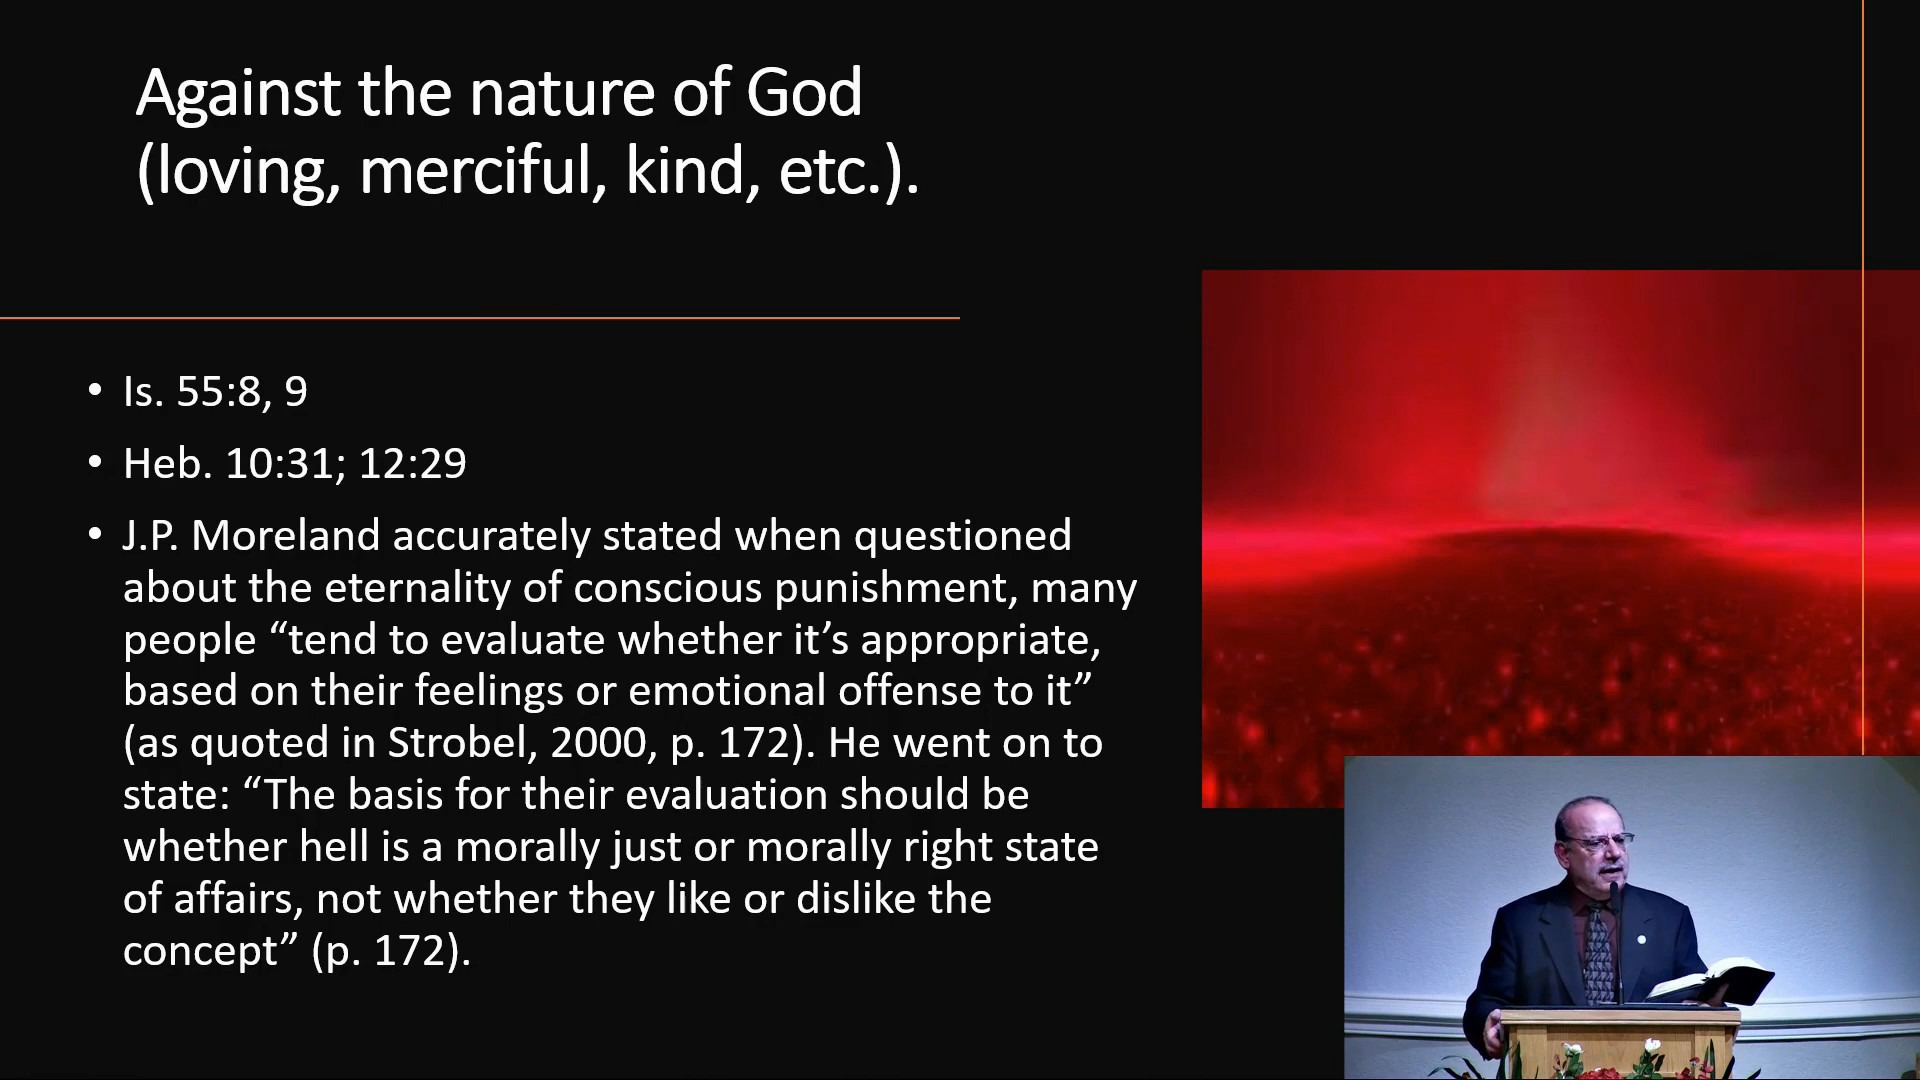 Against the nature of God
(loving, merciful, kind, etc.).
• Is. 55:8, 9
• Heb. 10:31; 12:29
• J.P. Moreland accurately stated when questioned
about the eternality of conscious punishment, many
people “tend to evaluate whether it’s appropriate,
based on their feelings or emotional offense to it”
(as quoted in Strobel, 2000, p. 172). He went on to
state: “The basis for their evaluation should be
whether hell is a morally just or morally right state
of affairs, not whether they like or dislike the
concept” (p. 172).